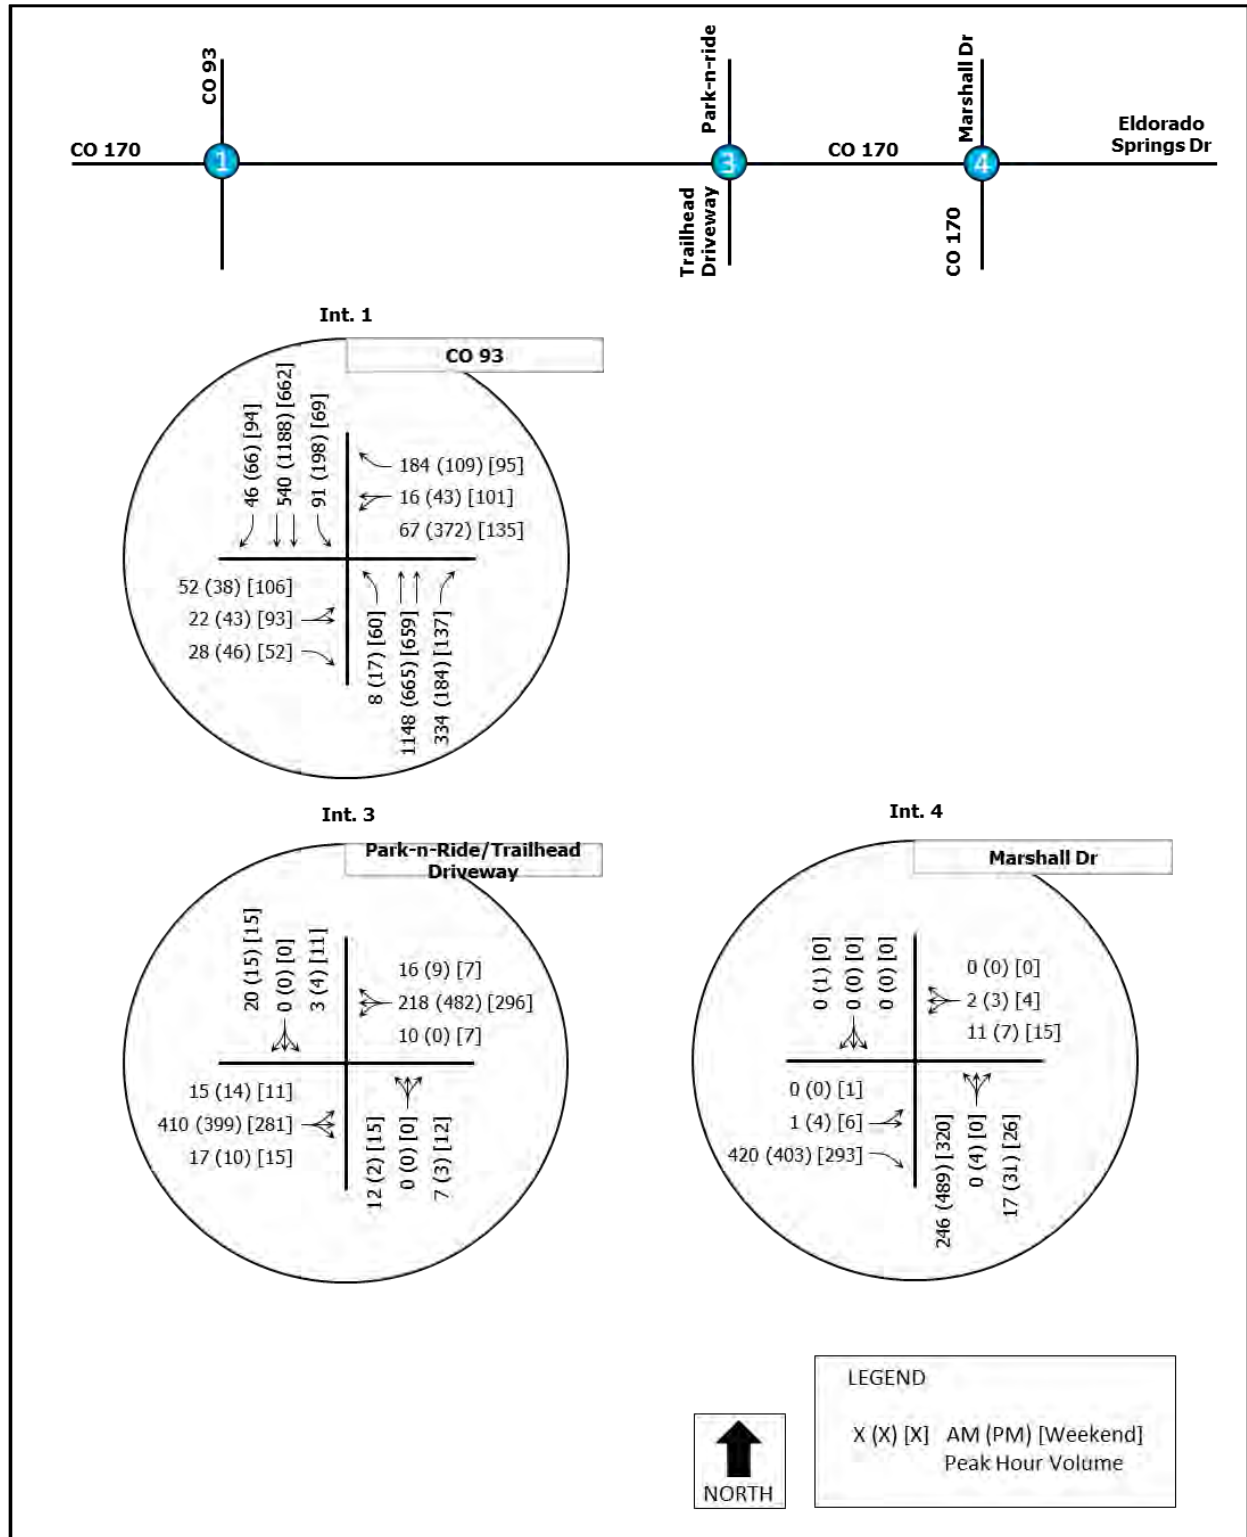 CO 93
Park-n-ride
Marshall Dr
Eldorado
Springs Dr
CO 170
1
3
CO 170
4
Trailhead
Driveway
CO 170
Int. 1
CO 93
46 (66) [94]
540 (1188) [662]
91 (198) [69]
184 (109) [95]
16 (43) [101]
67 (372) [135]
52 (38) [106]
22 (43) [93]
28 (46) [52]
8 (17) [60]
1148 (665) [659]
334 (184) [137]
Int. 3
Park-n-Ride/Trailhead
Driveway
20 (15) [15]
0 (0) [0]
3 (4) [11]
16 (9) [7]
218 (482) [296]
10 (0) [7]
15 (14) [11]
410 (399) [281]
17 (10) [15]
12 (2) [15]
0 (0) [0]
7 (3) [12]
Int. 4
Marshall Dr
0 (1) [0]
0 (0) [0]
0 (0) [0]
0 (0) [0]
2 (3) [4]
11 (7) [15]
0 (0) [1]
1 (4) [6]
420 (403) [293]
246 (489) [320]
0 (4) [0]
17 (31) [26]
LEGEND
X (X) [X] AM (PM) [Weekend]
Peak Hour Volume
NORTH